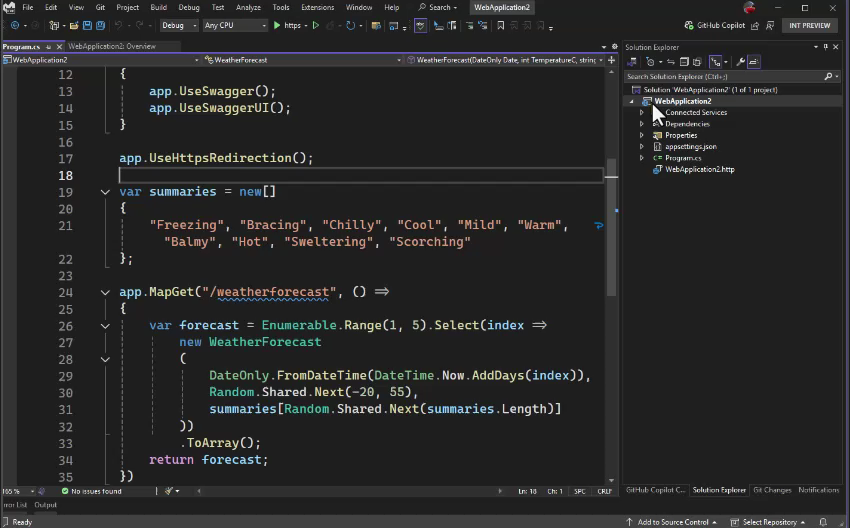 File Edit View Git Project Build Debug Test Analyze Tools Extensions Window Help Search WebApplication2
Debug Any CPU https GitHub Copilot INT PREVIEW
Program.cs WebApplication2: Overview
WebApplication2 WeatherForecast WeatherForecast(DateOnly Date, int TemperatureC, string
12 {
13 app.UseSwagger();
14 app.UseSwaggerUI();
15 }
16
17 app.UseHttpsRedirection();
18
19 var summaries = new[]
20 {
21 "Freezing", "Bracing", "Chilly", "Cool", "Mild", "Warm",
"Balmy", "Hot", "Sweltering", "Scorching"
22 };
23
24 app.MapGet("/weatherforecast", () =>
25 {
26 var forecast = Enumerable.Range(1, 5).Select(index =>
27 new WeatherForecast
28 (
29 DateOnly.FromDateTime(DateTime.Now.AddDays(index)),
30 Random.Shared.Next(-20, 55),
31 summaries[Random.Shared.Next(summaries.Length)]
32 ))
33 .ToArray();
34 return forecast;
35 })
165 % No issues found Ln: 18 Ch: 1 SPC CRLF
Solution Explorer
Search Solution Explorer (Ctrl+;)
Solution 'WebApplication2' (1 of 1 project)
WebApplication2
Connected Services
Dependencies
Properties
appsettings.json
C# Program.cs
WebApplication2.http
GitHub Copilot C... Solution Explorer Git Changes Notifications
rror List Output
Ready Add to Source Control Select Repository